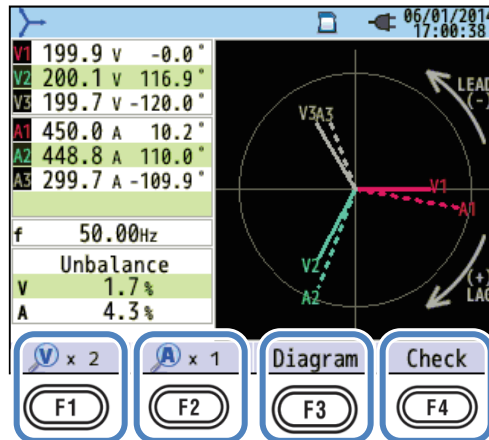 06/01/2014
17:00:38
V1 199.9 V -0.0°
V2 200.1 V 116.9°
V3 199.7 V -120.0°
A1 450.0 A 10.2°
A2 448.8 A 110.0°
A3 299.7 A -109.9°
f 50.00Hz
Unbalance
V 1.7%
A 4.3%
LEAD
(-)
V3 A3
V1
A1
V2
A2
(+)
LAG
V x 2
A x 1
Diagram
Check
F1
F2
F3
F4